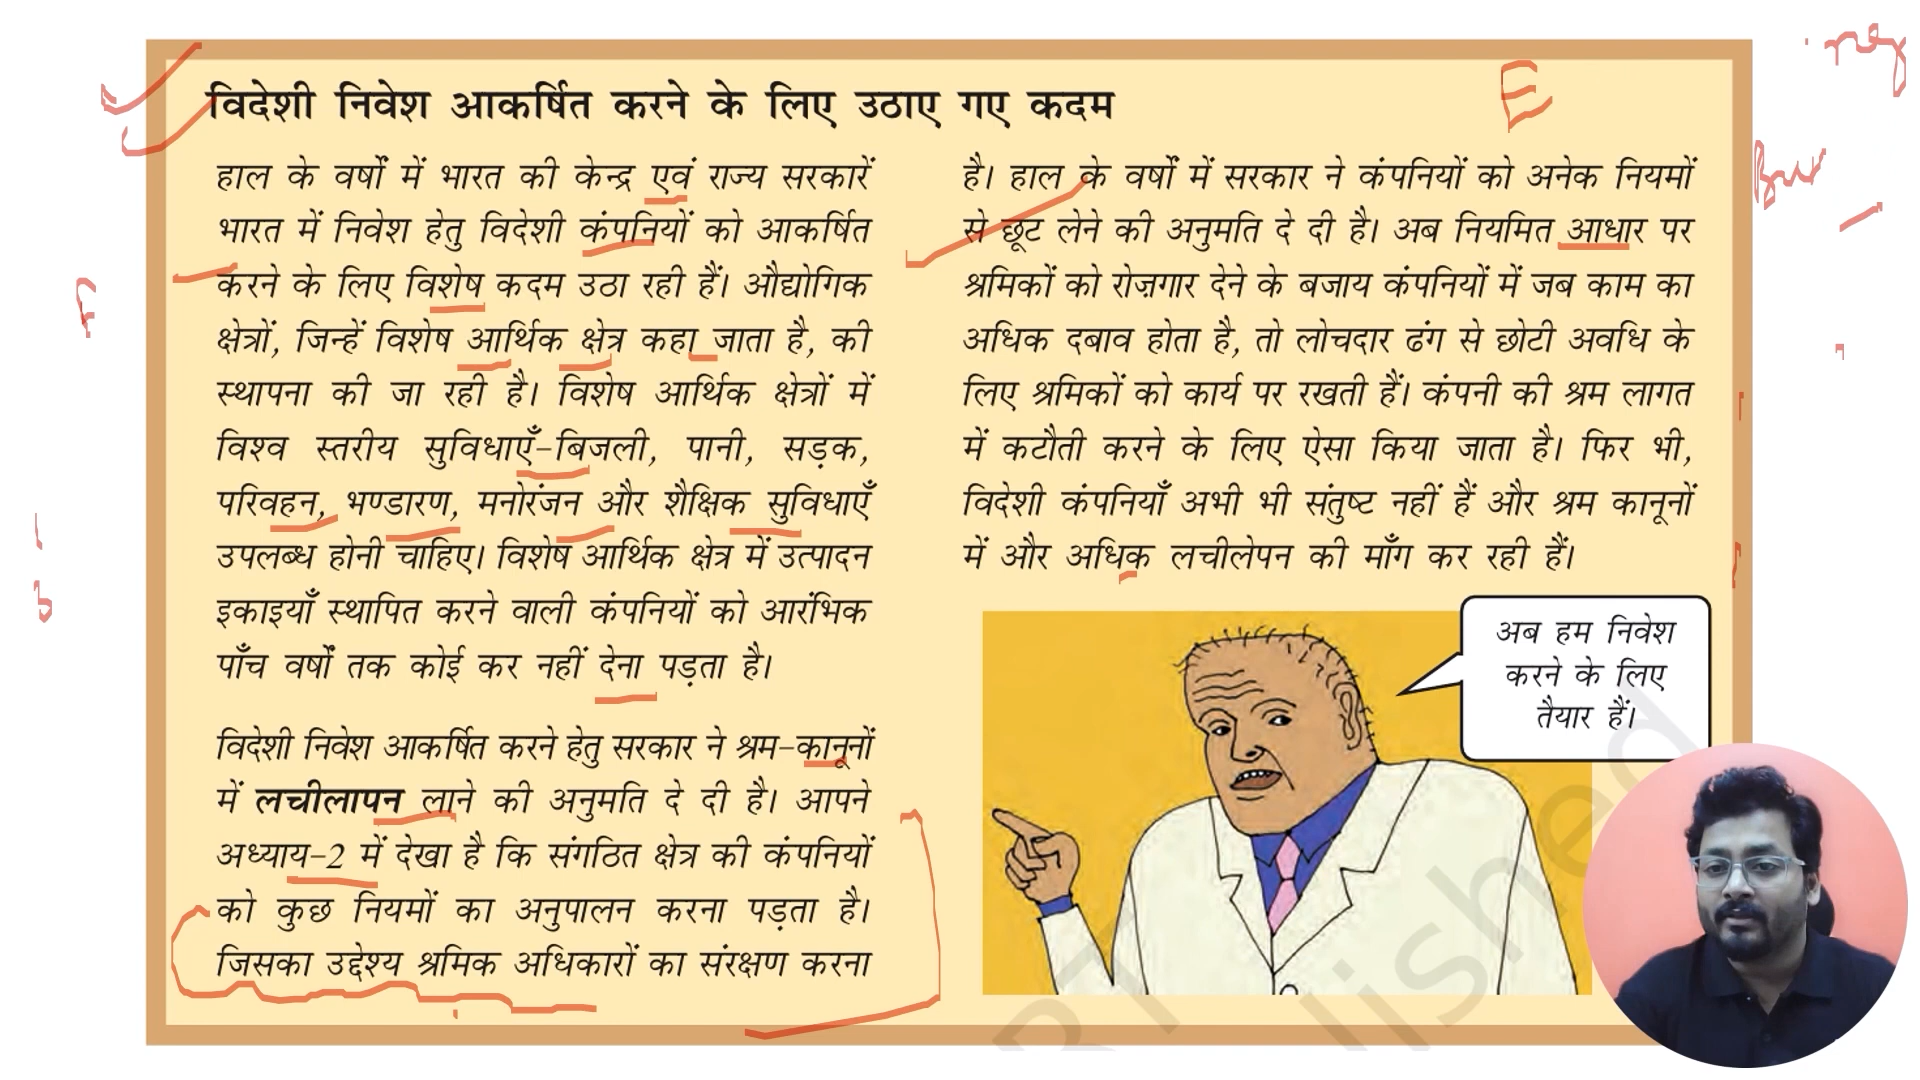 विदेशी निवेश आकर्षित करने के लिए उठाए गए कदम
हाल के वर्षों में भारत की केन्द्र एवं राज्य सरकारें
भारत में निवेश हेतु विदेशी कंपनियों को आकर्षित
करने के लिए विशेष कदम उठा रही हैं। औद्योगिक
क्षेत्रों, जिन्हें विशेष आर्थिक क्षेत्र कहा जाता है, की
स्थापना की जा रही है। विशेष आर्थिक क्षेत्रों में
विश्व स्तरीय सुविधाएँ-बिजली, पानी, सड़क,
परिवहन, भण्डारण, मनोरंजन और शैक्षिक सुविधाएँ
उपलब्ध होनी चाहिए। विशेष आर्थिक क्षेत्र में उत्पादन
इकाइयाँ स्थापित करने वाली कंपनियों को आरंभिक
पाँच वर्षों तक कोई कर नहीं देना पड़ता है।
विदेशी निवेश आकर्षित करने हेतु सरकार ने श्रम-कानूनों
में लचीलापन लाने की अनुमति दे दी है। आपने
अध्याय-2 में देखा है कि संगठित क्षेत्र की कंपनियों
को कुछ नियमों का अनुपालन करना पड़ता है।
जिसका उद्देश्य श्रमिक अधिकारों का संरक्षण करना
है। हाल के वर्षों में सरकार ने कंपनियों को अनेक नियमों
से छूट लेने की अनुमति दे दी है। अब नियमित आधार पर
श्रमिकों को रोज़गार देने के बजाय कंपनियों में जब काम का
अधिक दबाव होता है, तो लोचदार ढंग से छोटी अवधि के
लिए श्रमिकों को कार्य पर रखती हैं। कंपनी की श्रम लागत
में कटौती करने के लिए ऐसा किया जाता है। फिर भी,
विदेशी कंपनियाँ अभी भी संतुष्ट नहीं हैं और श्रम कानूनों
में और अधिक लचीलेपन की माँग कर रही हैं।
अब हम निवेश
करने के लिए
तैयार हैं।
E